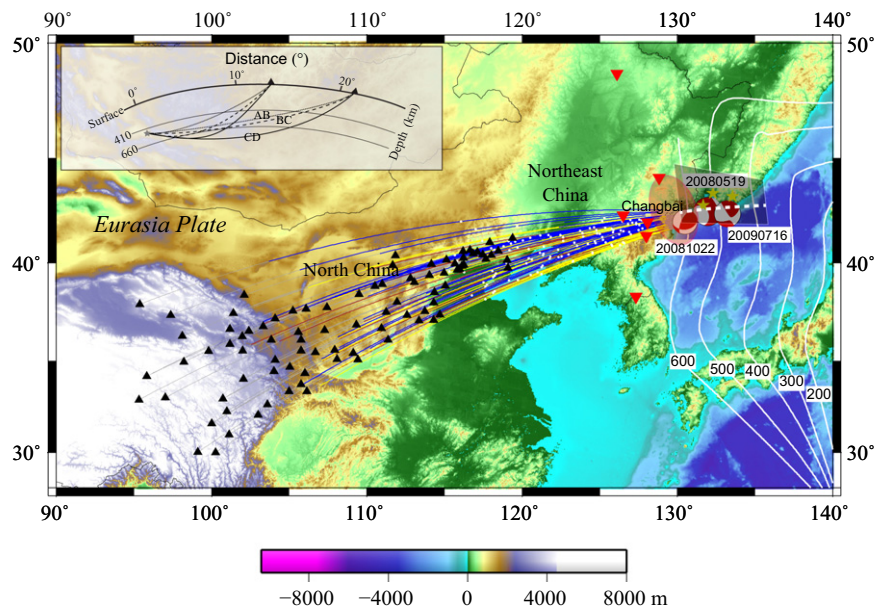 90˚ 100˚ 110˚ 120˚ 130˚ 140˚
50˚ 50˚
Distance (°)
0° 10° 20°
Surface
410
660
AB
BC
CD
Depth (km)
Northeast
China
20080519
Changbai
Eurasia Plate
20081022
20090716
40˚ North China 40˚
600
500
400
300
200
30˚ 30˚
90˚ 100˚ 110˚ 120˚ 130˚ 140˚
−8000 −4000 0 4000 8000 m